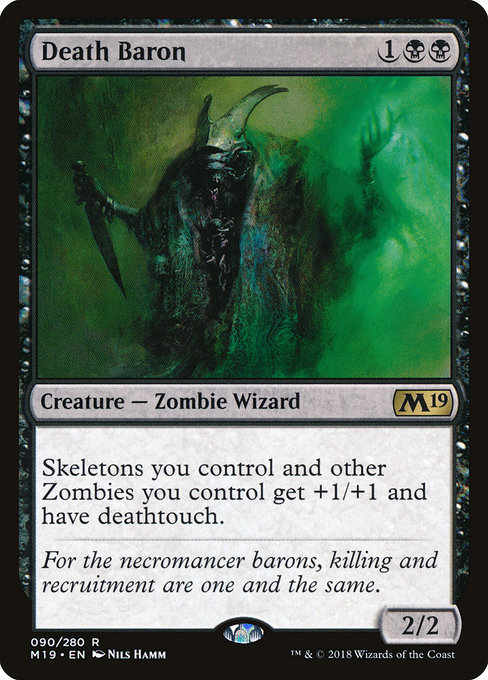 Death Baron 1
Creature — Zombie Wizard M19
Skeletons you control and other
Zombies you control get +1/+1 and
have deathtouch.
For the necromancer barons, killing and
recruitment are one and the same.
2/2
090/280 R
M19 • EN Nils Hamm ™ & © 2018 Wizards of the Coast